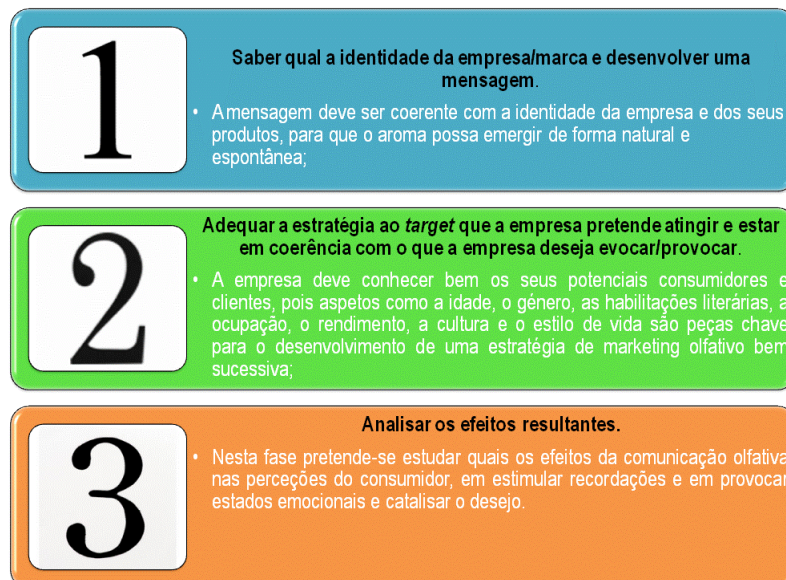 1
Saber qual a identidade da empresa/marca e desenvolver uma
mensagem.
• A mensagem deve ser coerente com a identidade da empresa e dos seus
produtos, para que o aroma possa emergir de forma natural e
espontânea;
2
Adequar a estratégia ao target que a empresa pretende atingir e estar
em coerência com o que a empresa deseja evocar/provocar.
• A empresa deve conhecer bem os seus potenciais consumidores e
clientes, pois aspetos como a idade, o género, as habilitações literárias, a
ocupação, o rendimento, a cultura e o estilo de vida são peças chave
para o desenvolvimento de uma estratégia de marketing olfativo bem
sucessiva;
3
Analisar os efeitos resultantes.
• Nesta fase pretende-se estudar quais os efeitos da comunicação olfativa
nas perceções do consumidor, em estimular recordações e em provocar
estados emocionais e catalisar o desejo.